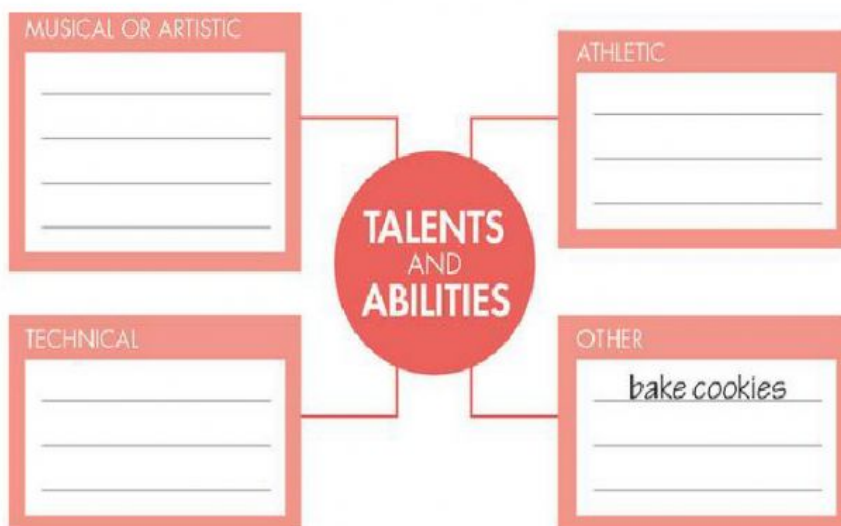 MUSICAL OR ARTISTIC
ATHLETIC
TALENTS
AND
ABILITIES
TECHNICAL
OTHER
bake cookies